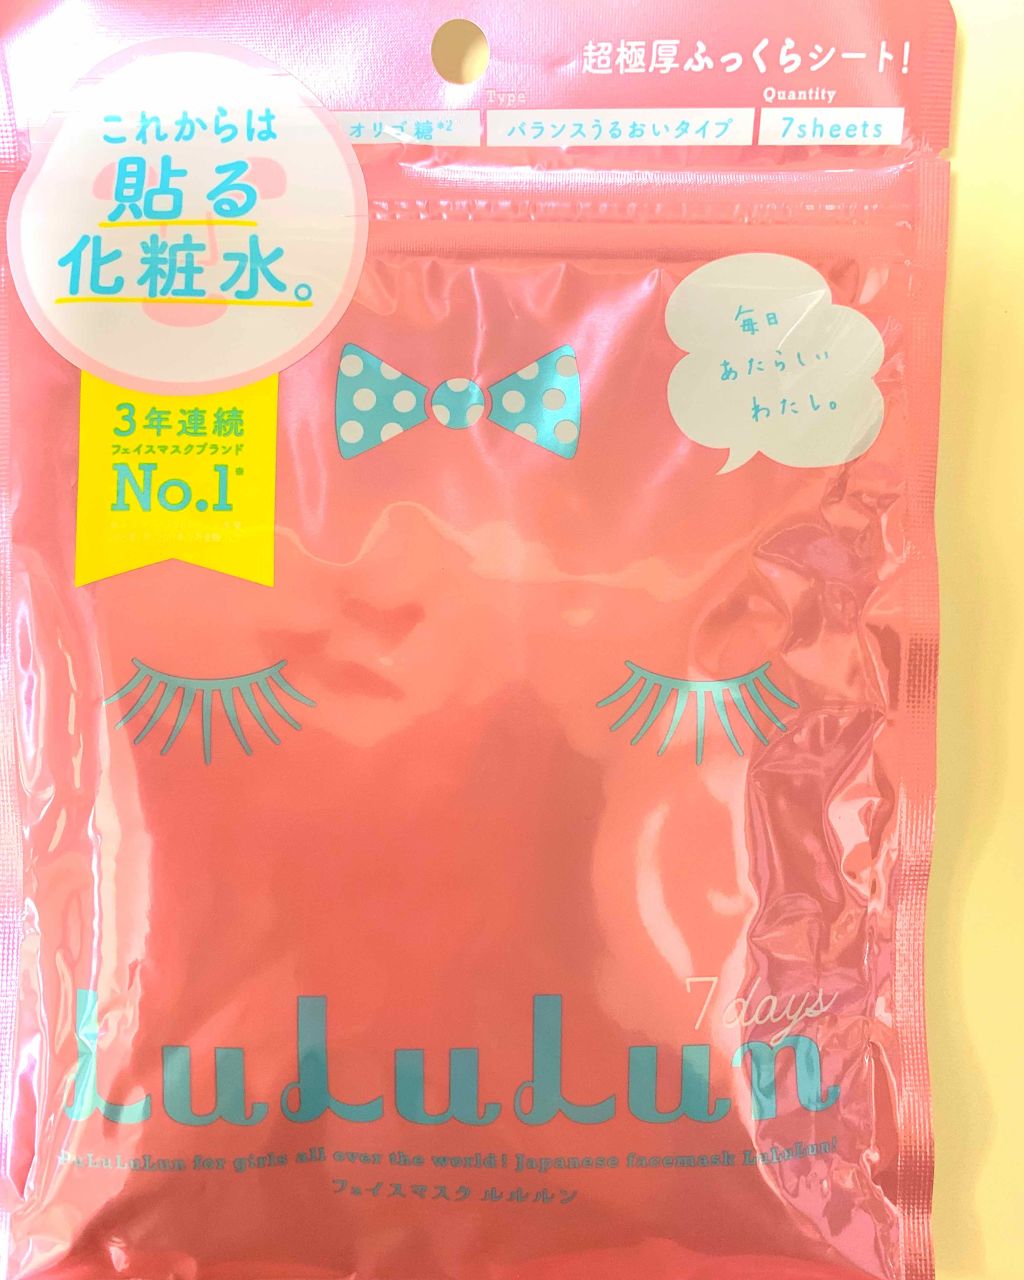 超極厚ふっくらシート!
Type
Quantity
オリゴ糖*2
バランスうるおいタイプ
7sheets
これからは
貼る
化粧水。
毎日
あたらしい
わたし。
3年連続
フェイスマスクブランド
No.1*
7days
LuLuLun
LuLuLun for girls all over the world! Japanese facemask LuLuLun!
フェイスマスク ルルルン